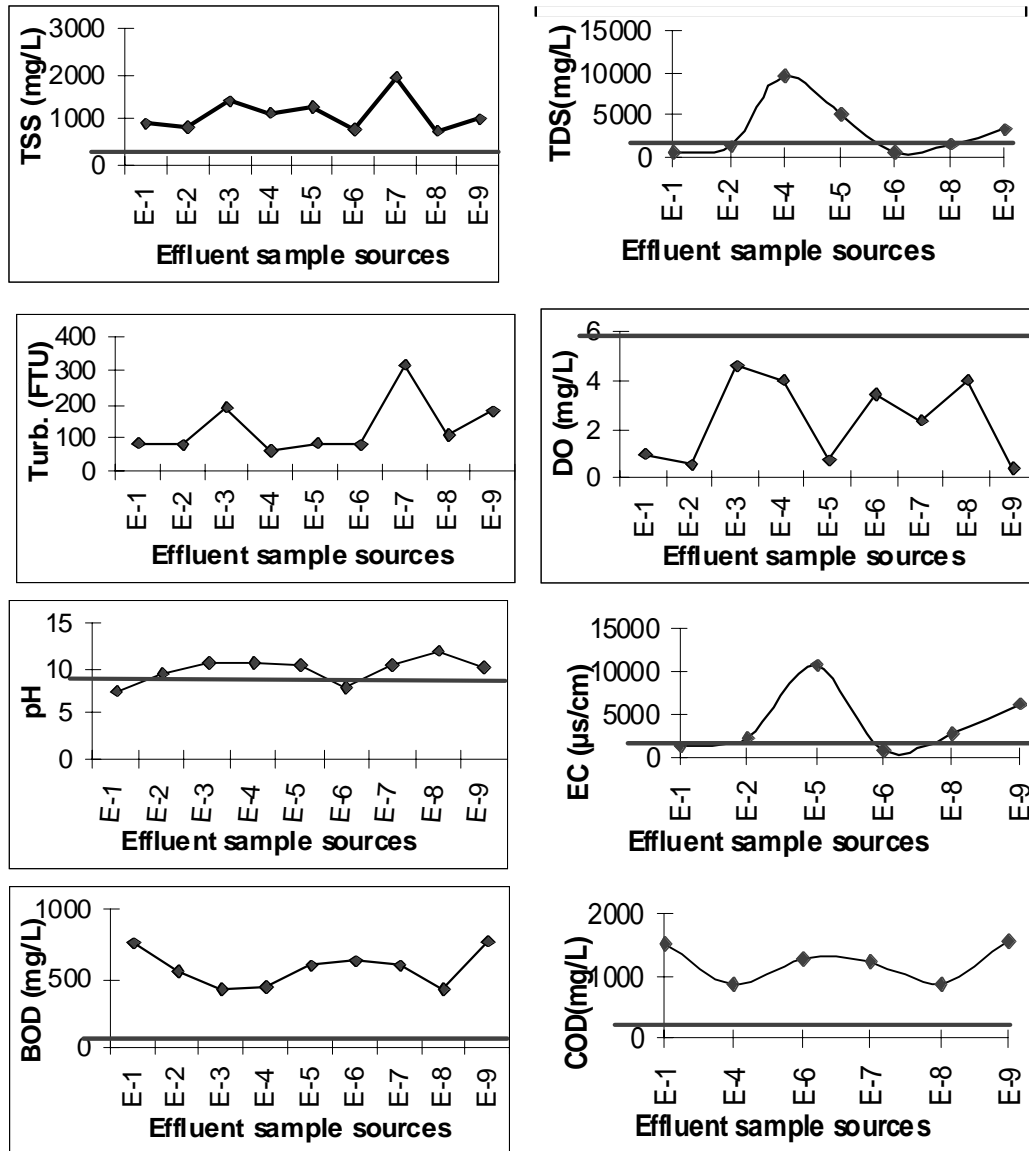 TSS (mg/L)
3000
2000
1000
0
E-1 E-2 E-3 E-4 E-5 E-6 E-7 E-8 E-9
Effluent sample sources
TDS(mg/L)
15000
10000
5000
0
E-1 E-2 E-4 E-5 E-6 E-8 E-9
Effluent sample sources
Turb. (FTU)
400
300
200
100
0
E-1 E-2 E-3 E-4 E-5 E-6 E-7 E-8 E-9
Effluent sample sources
DO (mg/L)
6
4
2
0
E-1 E-2 E-3 E-4 E-5 E-6 E-7 E-8 E-9
Effluent sample sources
pH
15
10
5
0
E-1 E-2 E-3 E-4 E-5 E-6 E-7 E-8 E-9
Effluent sample sources
EC (µs/cm)
15000
10000
5000
0
E-1 E-2 E-5 E-6 E-8 E-9
Effluent sample sources
BOD (mg/L)
1000
500
0
E-1 E-2 E-3 E-4 E-5 E-6 E-7 E-8 E-9
Effluent sample sources
COD(mg/L)
2000
1000
0
E-1 E-4 E-6 E-7 E-8 E-9
Effluent sample sources